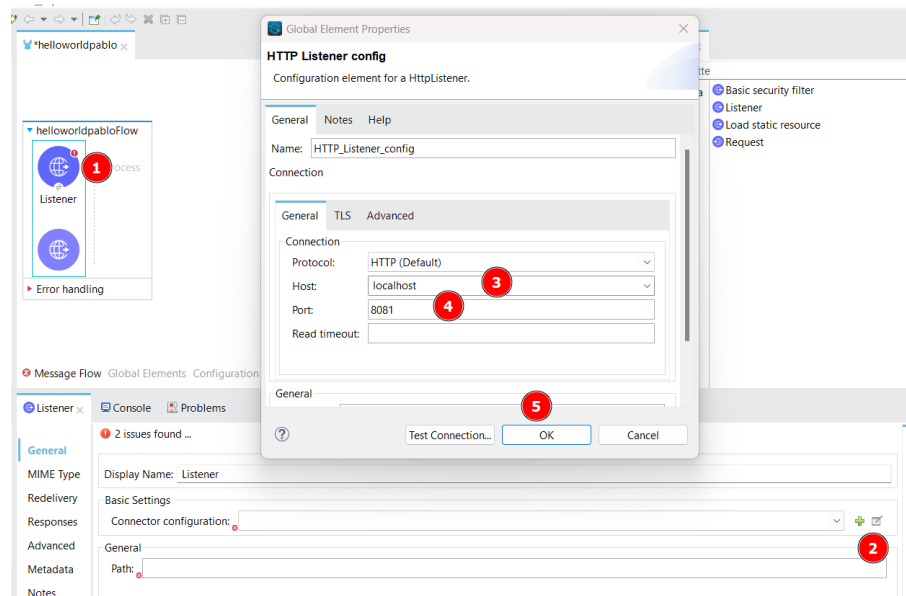 *helloworldpablo
Global Element Properties
HTTP Listener config
Configuration element for a HttpListener.
General Notes Help
Name: HTTP_Listener_config
Connection
General TLS Advanced
Connection
Protocol: HTTP (Default)
Host: localhost
3
Port: 8081
4
Read timeout:
General
5
Test Connection... OK Cancel
Basic security filter
Listener
Load static resource
Request
helloworldpabloFlow
1
Listener
Error handling
Message Flow Global Elements Configuration
Listener Console Problems
2 issues found ...
General
MIME Type
Redelivery
Responses
Advanced
Metadata
Notes
Display Name: Listener
Basic Settings
Connector configuration:
2
General
Path: